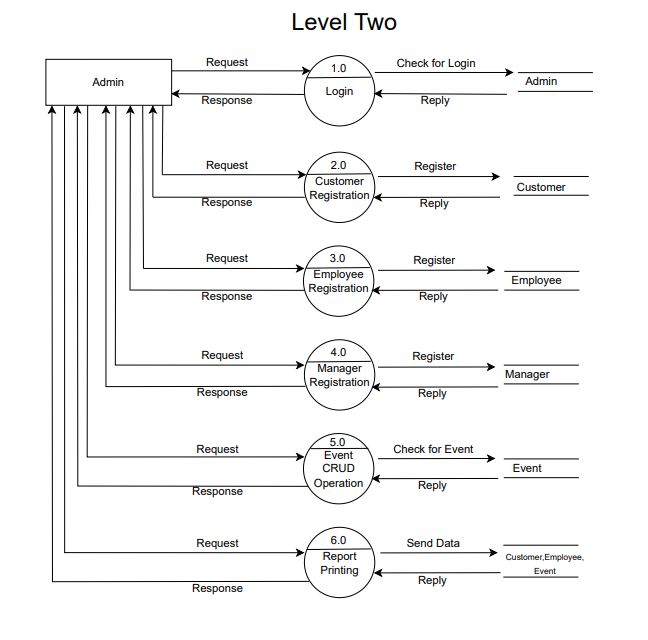 Level Two
Admin
Request
Response
1.0
Login
Check for Login
Reply
Admin
Request
Response
2.0
Customer
Registration
Register
Reply
Customer
Request
Response
3.0
Employee
Registration
Register
Reply
Employee
Request
Response
4.0
Manager
Registration
Register
Reply
Manager
Request
Response
5.0
Event
CRUD
Operation
Check for Event
Reply
Event
Request
Response
6.0
Report
Printing
Send Data
Reply
Customer,Employee,
Event